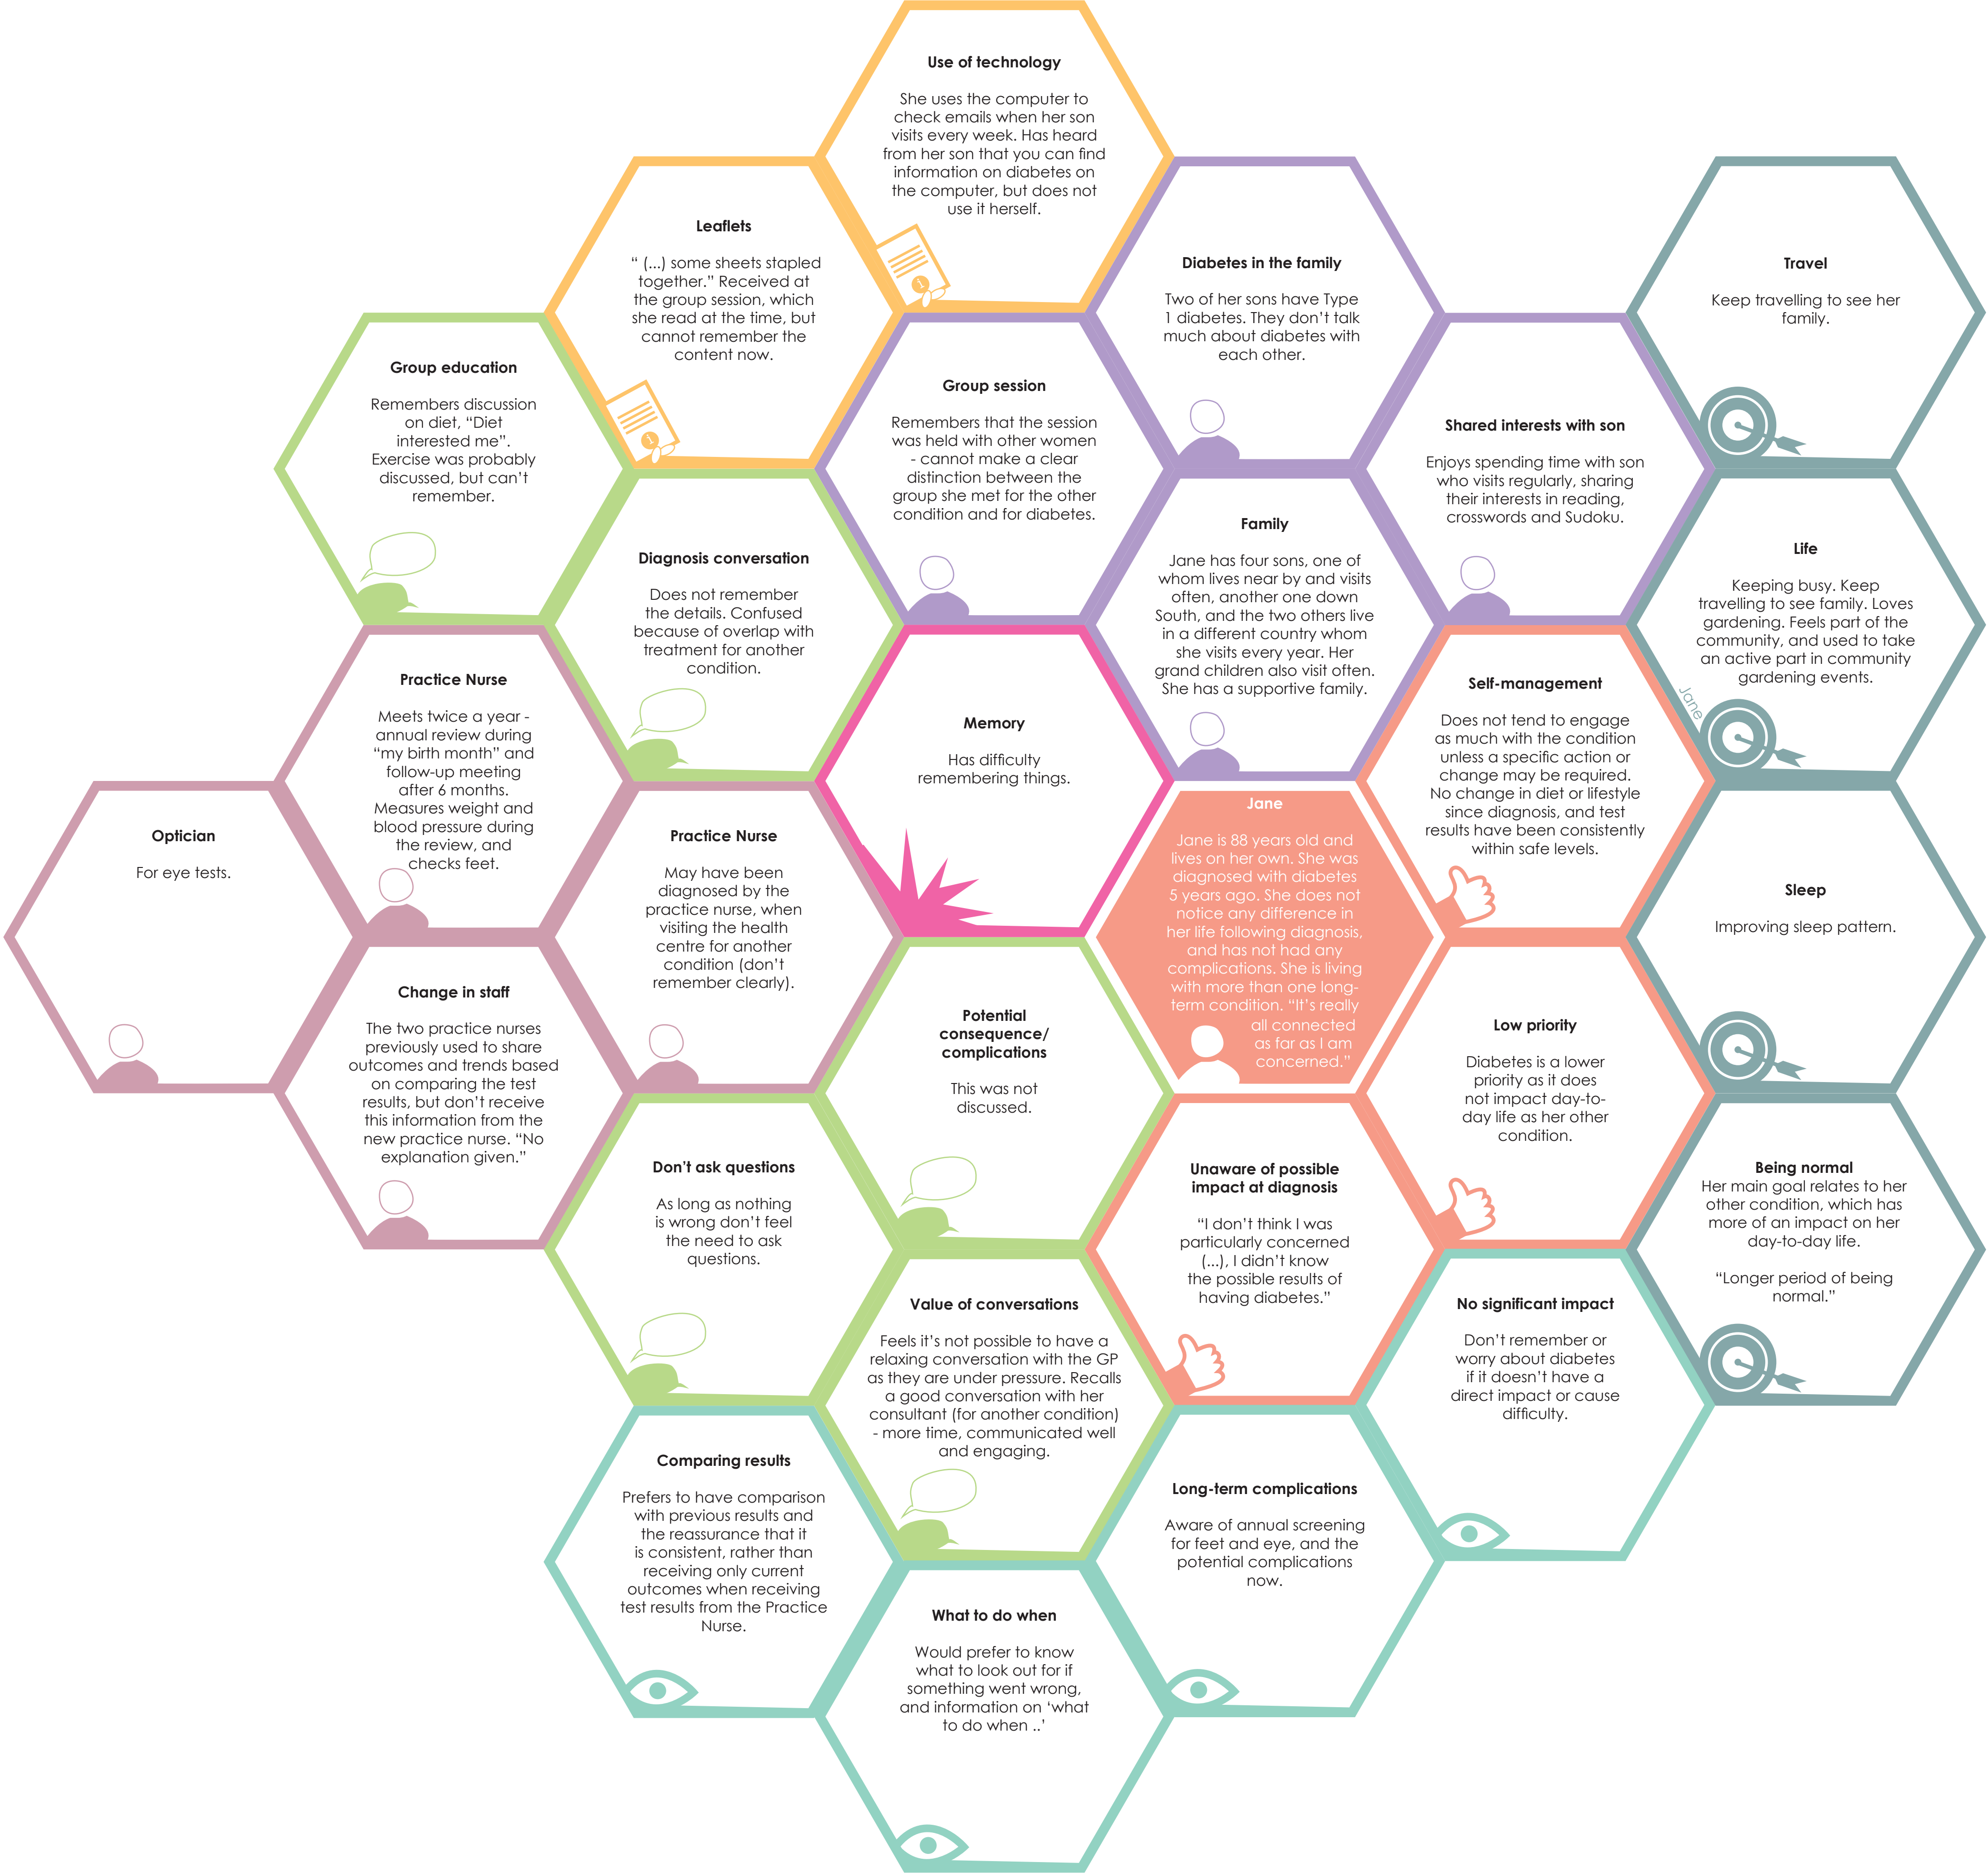 Use of technology
She uses the computer to
check emails when her son
visits every week. Has heard
from her son that you can find
information on diabetes on
the computer, but does not
use it herself.
Leaflets
“ (...) some sheets stapled
together.” Received at
the group session, which
she read at the time, but
cannot remember the
content now.
Diabetes in the family
Two of her sons have Type
1 diabetes. They don’t talk
much about diabetes with
each other.
Travel
Keep travelling to see her
family.
Group education
Remembers discussion
on diet, “Diet
interested me”.
Exercise was probably
discussed, but can’t
remember.
Group session
Remembers that the session
was held with other women
- cannot make a clear
distinction between the
group she met for the other
condition and for diabetes.
Shared interests with son
Enjoys spending time with son
who visits regularly, sharing
their interests in reading,
crosswords and Sudoku.
Diagnosis conversation
Does not remember
the details. Confused
because of overlap with
treatment for another
condition.
Family
Jane has four sons, one of
whom lives near by and visits
often, another one down
South, and the two others live
in a different country whom
she visits every year. Her
grand children also visit often.
She has a supportive family.
Life
Keeping busy. Keep
travelling to see family. Loves
gardening. Feels part of the
community, and used to take
an active part in community
gardening events.
Jane
Practice Nurse
Meets twice a year -
annual review during
“my birth month” and
follow-up meeting
after 6 months.
Measures weight and
blood pressure during
the review, and
checks feet.
Memory
Has difficulty
remembering things.
Self-management
Does not tend to engage
as much with the condition
unless a specific action or
change may be required.
No change in diet or lifestyle
since diagnosis, and test
results have been consistently
within safe levels.
Optician
For eye tests.
Practice Nurse
May have been
diagnosed by the
practice nurse, when
visiting the health
centre for another
condition (don’t
remember clearly).
Jane
Jane is 88 years old and
lives on her own. She was
diagnosed with diabetes
5 years ago. She does not
notice any difference in
her life following diagnosis,
and has not had any
complications. She is living
with more than one long-
term condition. “It’s really
all connected
as far as I am
concerned.”
Sleep
Improving sleep pattern.
Change in staff
The two practice nurses
previously used to share
outcomes and trends based
on comparing the test
results, but don’t receive
this information from the
new practice nurse. “No
explanation given.”
Potential
consequence/
complications
This was not
discussed.
Low priority
Diabetes is a lower
priority as it does
not impact day-to-
day life as her other
condition.
Don’t ask questions
As long as nothing
is wrong don’t feel
the need to ask
questions.
Unaware of possible
impact at diagnosis
“I don’t think I was
particularly concerned
(...), I didn’t know
the possible results of
having diabetes.”
Being normal
Her main goal relates to her
other condition, which has
more of an impact on her
day-to-day life.
“Longer period of being
normal.”
Value of conversations
Feels it’s not possible to have a
relaxing conversation with the GP
as they are under pressure. Recalls
a good conversation with her
consultant (for another condition)
- more time, communicated well
and engaging.
No significant impact
Don’t remember or
worry about diabetes
if it doesn’t have a
direct impact or cause
difficulty.
Comparing results
Prefers to have comparison
with previous results and
the reassurance that it
is consistent, rather than
receiving only current
outcomes when receiving
test results from the Practice
Nurse.
Long-term complications
Aware of annual screening
for feet and eye, and the
potential complications
now.
What to do when
Would prefer to know
what to look out for if
something went wrong,
and information on ‘what
to do when ..’